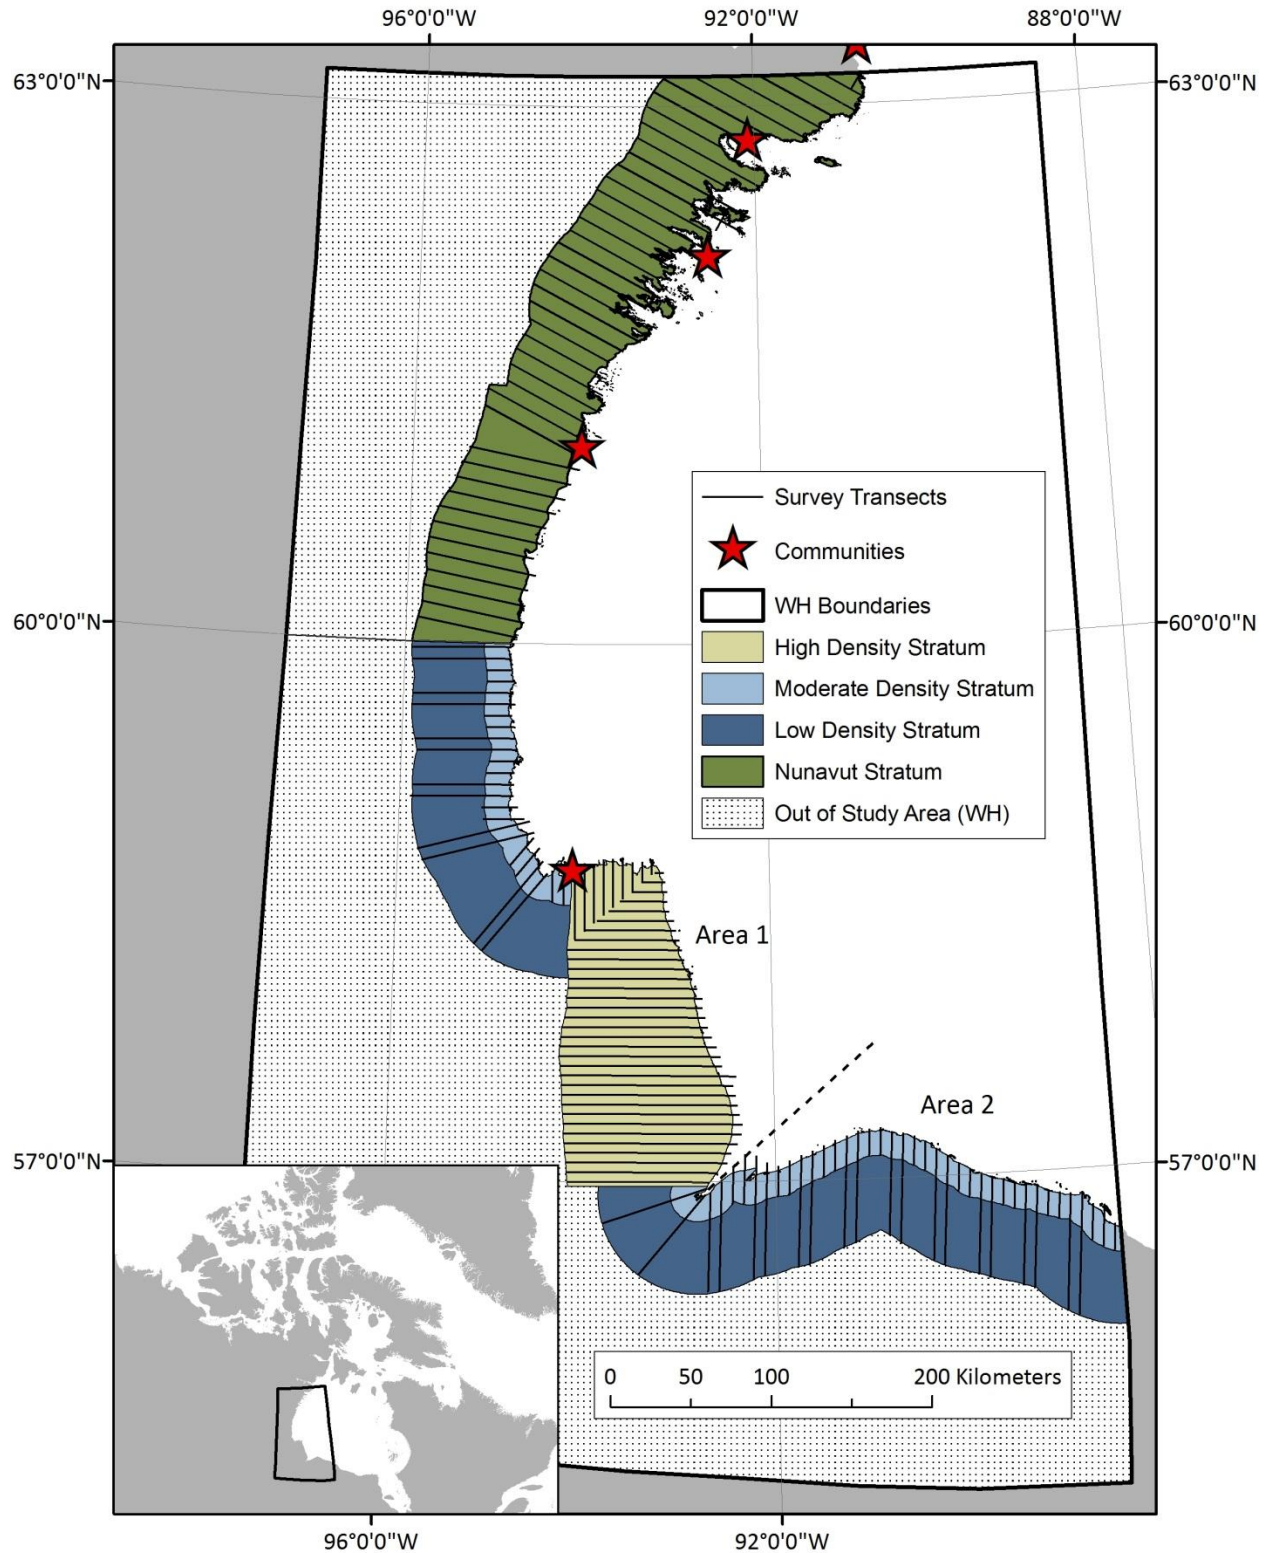 96°0'0"W 92°0'0"W 88°0'0"W
63°0'0"N 63°0'0"N
Survey Transects
Communities
WH Boundaries
60°0'0"N 60°0'0"N
High Density Stratum
Moderate Density Stratum
Low Density Stratum
Nunavut Stratum
Out of Study Area (WH)
Area 1
Area 2
57°0'0"N 57°0'0"N
0 50 100 200 Kilometers
96°0'0"W 92°0'0"W